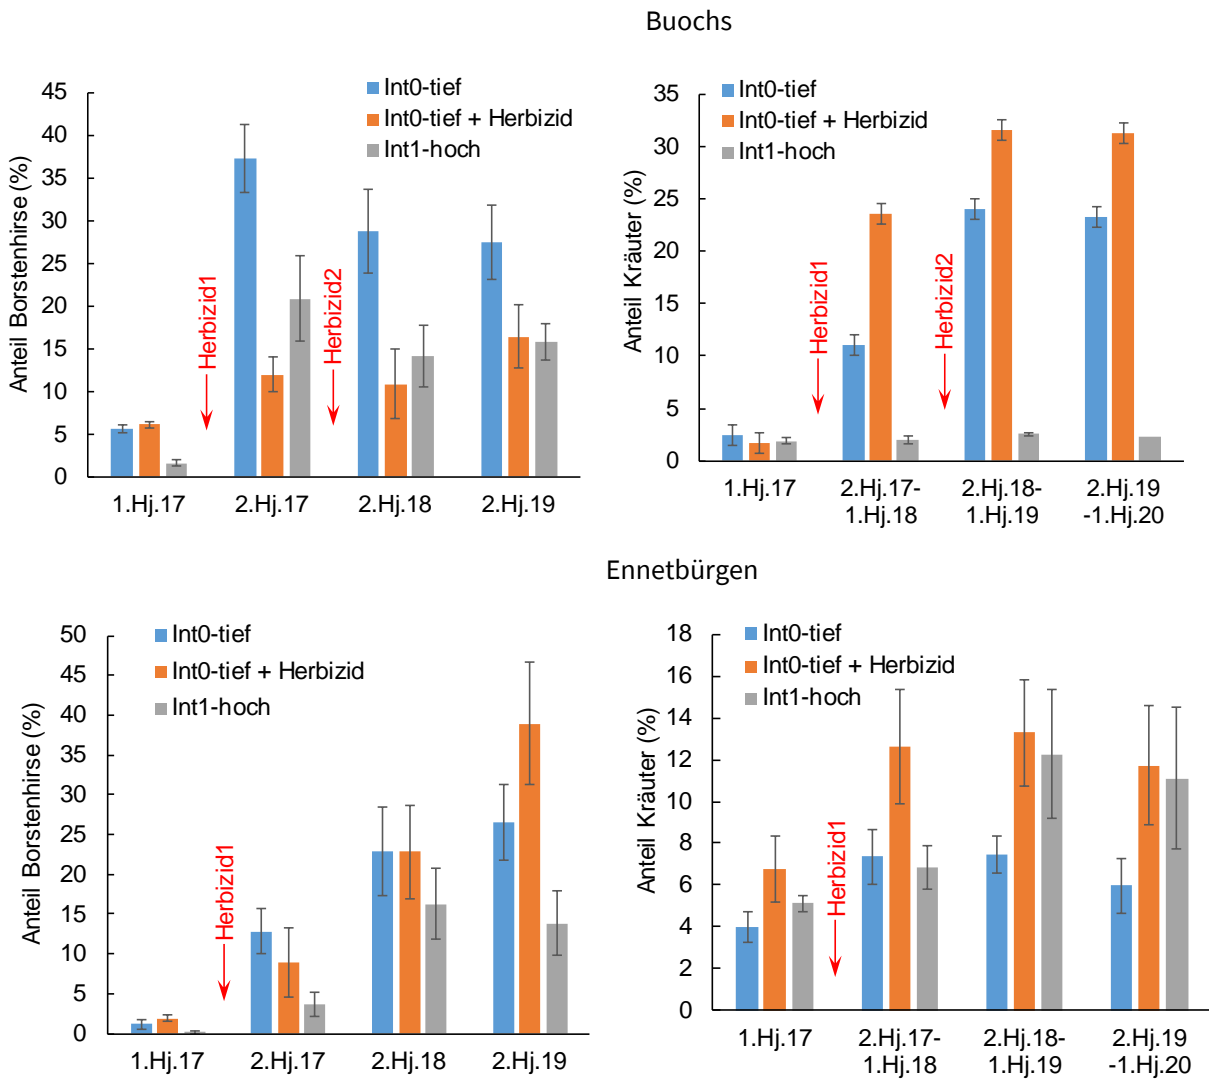 Buochs
Anteil Borstenhirse (%)
45
40
35
30
25
20
15
10
5
0
Int0-tief
Int0-tief + Herbizid
Int1-hoch
Herbizid1
Herbizid2
1.Hj.17
2.Hj.17
2.Hj.18
2.Hj.19
Anteil Kräuter (%)
35
30
25
20
15
10
5
0
Int0-tief
Int0-tief + Herbizid
Int1-hoch
Herbizid1
Herbizid2
1.Hj.17
2.Hj.17-
1.Hj.18
2.Hj.18-
1.Hj.19
2.Hj.19
-1.Hj.20
Ennetbürgen
Anteil Borstenhirse (%)
50
45
40
35
30
25
20
15
10
5
0
Int0-tief
Int0-tief + Herbizid
Int1-hoch
Herbizid1
1.Hj.17
2.Hj.17
2.Hj.18
2.Hj.19
Anteil Kräuter (%)
18
16
14
12
10
8
6
4
2
0
Int0-tief
Int0-tief + Herbizid
Int1-hoch
Herbizid1
1.Hj.17
2.Hj.17-
1.Hj.18
2.Hj.18-
1.Hj.19
2.Hj.19
-1.Hj.20